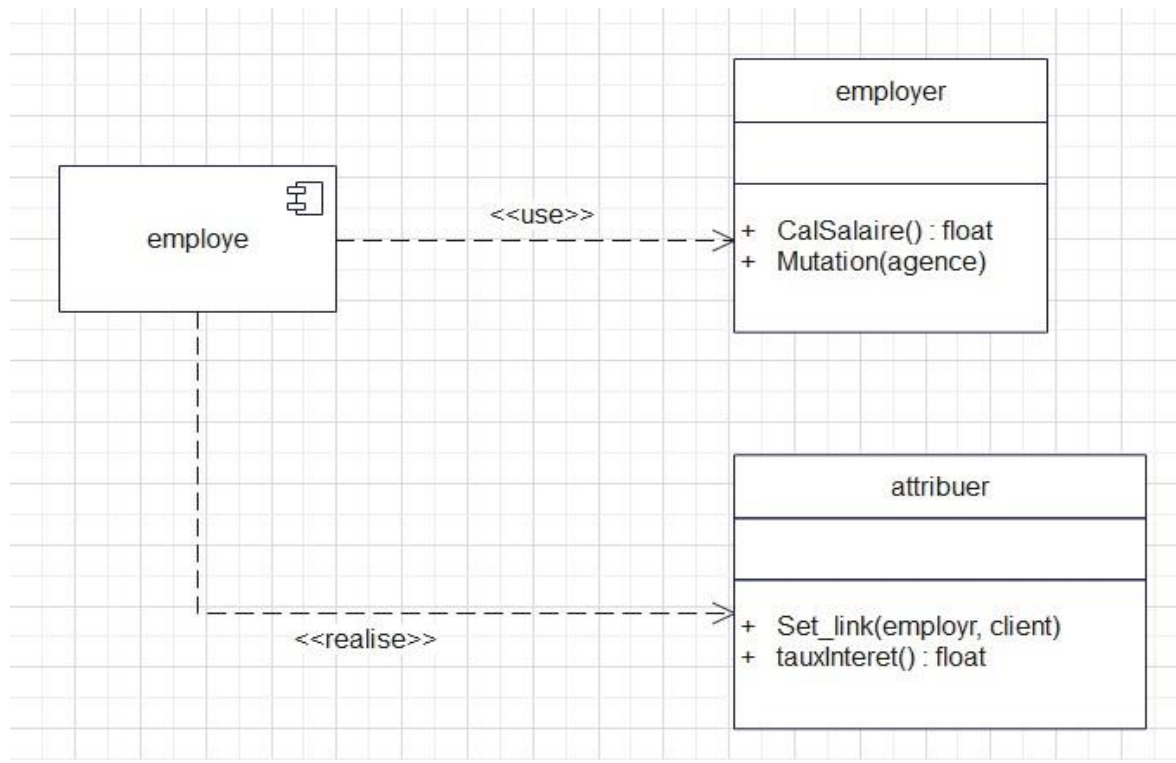 employer
<<use>>
employe
+ CalSalaire() : float
+ Mutation(agence)
attribuer
<<realise>>
+ Set_link(employr, client)
+ tauxInteret() : float